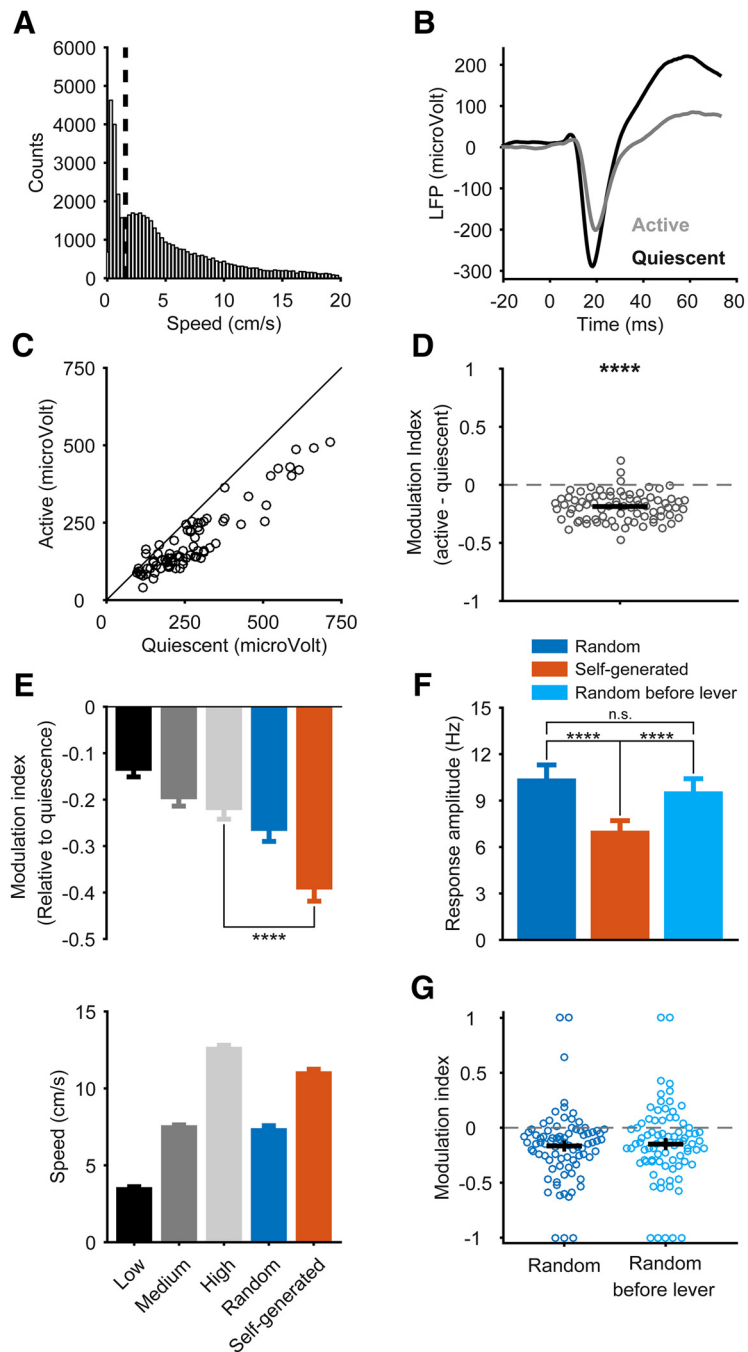 A
6000
5000
4000
3000
2000
1000
0
Counts
0
5
10
15
20
Speed (cm/s)
B
200
100
0
-100
-200
-300
LFP (microVolt)
Active
Quiescent
-20
0
20
40
60
80
Time (ms)
C
750
500
250
0
Active (microVolt)
0
250
500
750
Quiescent (microVolt)
D
****
1
0.5
0
-0.5
-1
Modulation Index
(active - quiescent)
Random
Self-generated
Random before lever
E
0
-0.1
-0.2
-0.3
-0.4
-0.5
Modulation index
(Relative to quiescence)
****
15
10
5
0
Speed (cm/s)
Low
Medium
High
Random
Self-generated
F
15
12
9
6
3
0
Response amplitude (Hz)
n.s.
**** ****
G
1
0.5
0
-0.5
-1
Modulation index
Random
Random
before lever